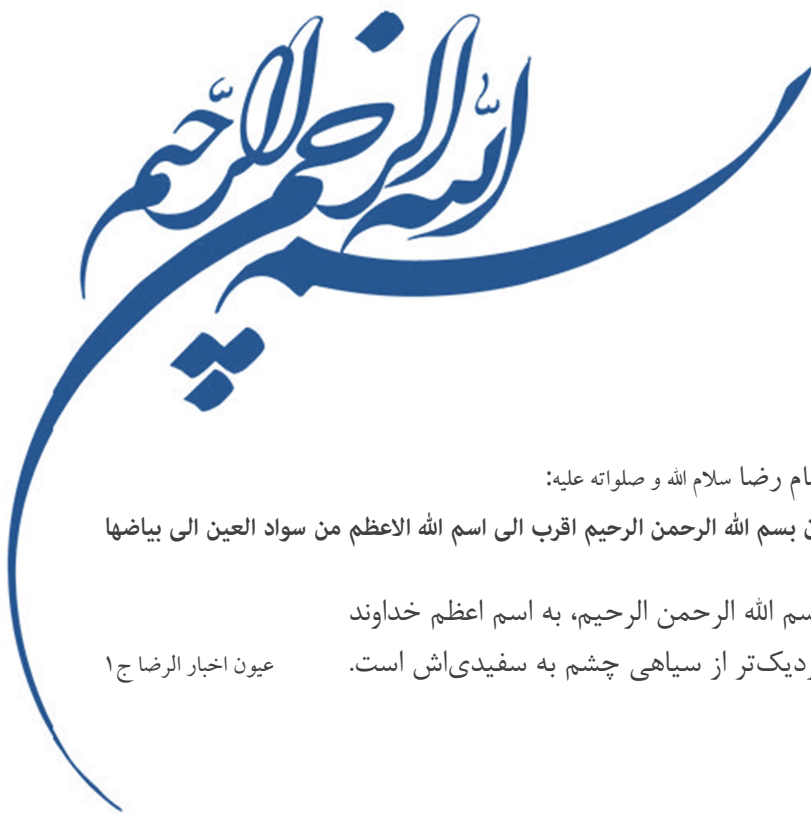 بسم الله الرحمن الرحیم
ام رضا سلام الله و صلواته علیه:
بسم الله الرحمن الرحیم اقرب الی اسم الله الاعظم من سواد العین الی بیاضها
سم الله الرحمن الرحیم، به اسم اعظم خداوند
دیک‌تر از سیاهی چشم به سفیدی‌اش است. عیون اخبار الرضا ج۱